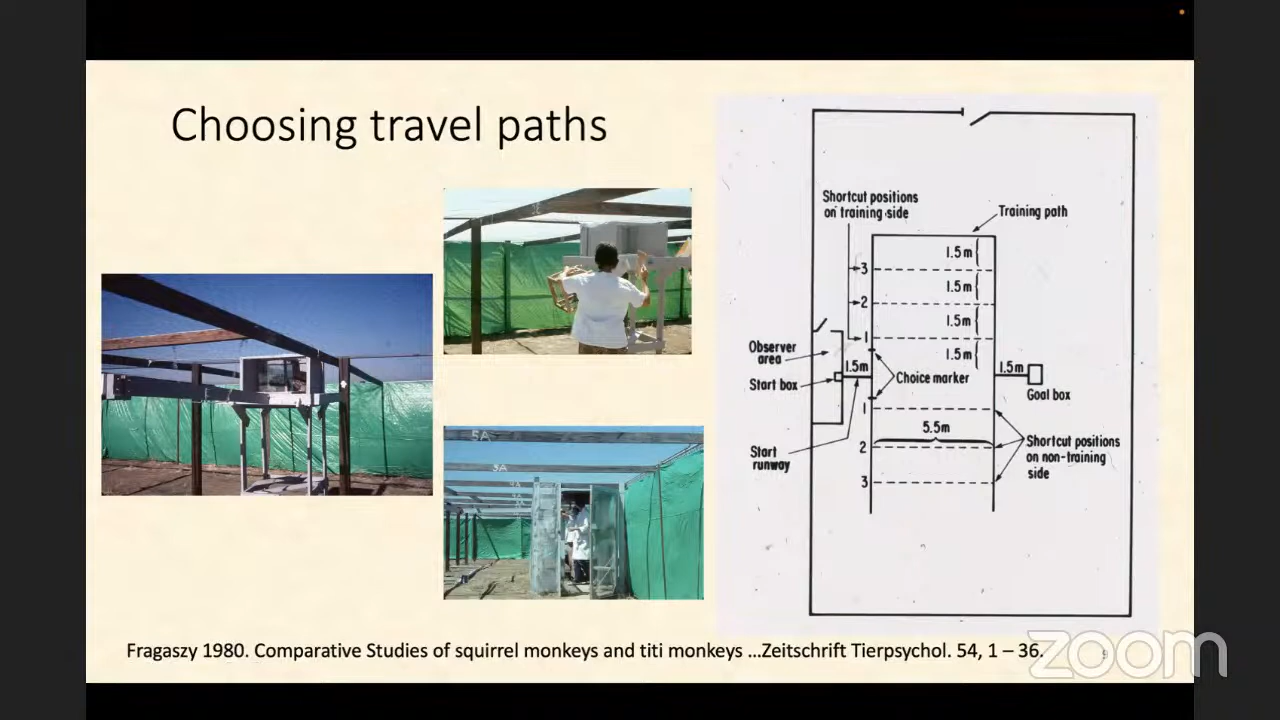 Choosing travel paths
5A
3A
Shortcut positions
on training side
Training path
1.5m
3
1.5m
2
1.5m
1
1.5m
Observer
area
1.5m
Choice marker
Start box
1.5m
Goal box
1
5.5m
Start
runway
2
Shortcut positions
on non-training
side
3
Fragaszy 1980. Comparative Studies of squirrel monkeys and titi monkeys ...Zeitschrift Tierpsychol. 54, 1 – 36.
9
zoom